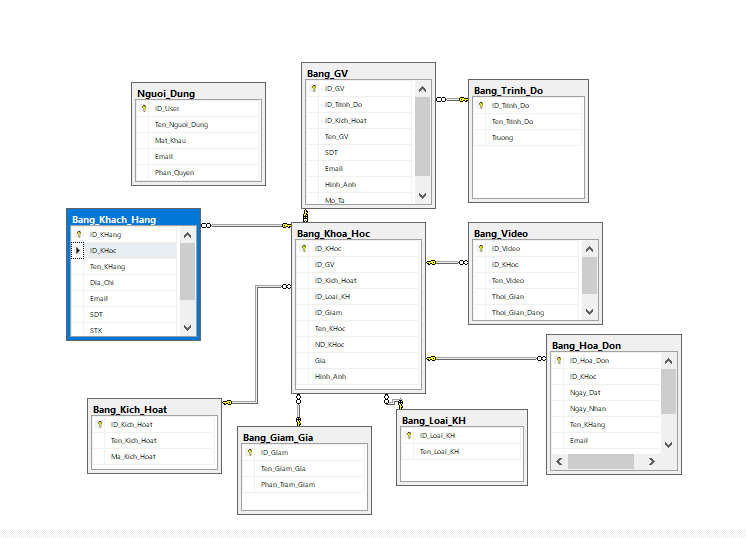 Nguoi_Dung
ID_User
Ten_Nguoi_Dung
Mat_Khau
Email
Phan_Quyen
Bang_GV
ID_GV
ID_Trinh_Do
ID_Kich_Hoat
Ten_GV
SDT
Email
Hinh_Anh
Mo_Ta
Bang_Trinh_Do
ID_Trinh_Do
Ten_Trinh_Do
Truong
Bang_Khach_Hang
ID_KHang
ID_KHoc
Ten_KHang
Dia_Chi
Email
SDT
STK
Bang_Khoa_Hoc
ID_KHoc
ID_GV
ID_Kich_Hoat
ID_Loai_KH
ID_Giam
Ten_KHoc
ND_KHoc
Gia
Hinh_Anh
Bang_Video
ID_Video
ID_KHoc
Ten_Video
Thoi_Gian
Thoi_Gian_Dang
Bang_Hoa_Don
ID_Hoa_Don
ID_KHoc
Ngay_Dat
Ngay_Nhan
Ten_KHang
Email
Bang_Kich_Hoat
ID_Kich_Hoat
Ten_Kich_Hoat
Ma_Kich_Hoat
Bang_Giam_Gia
ID_Giam
Ten_Giam_Gia
Phan_Tram_Giam
Bang_Loai_KH
ID_Loai_KH
Ten_Loai_KH